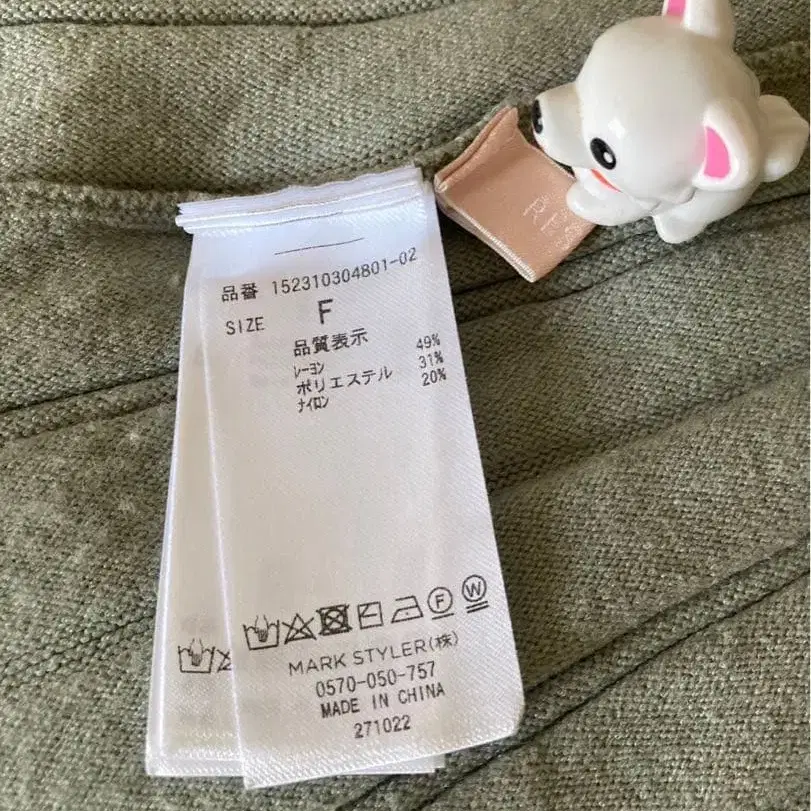 品番 152310304801-02
SIZE F
品質表示
レーヨン 49%
ポリエステル 31%
ナイロン 20%
F W
MARK STYLER(株)
0570-050-757
MADE IN CHINA
271022